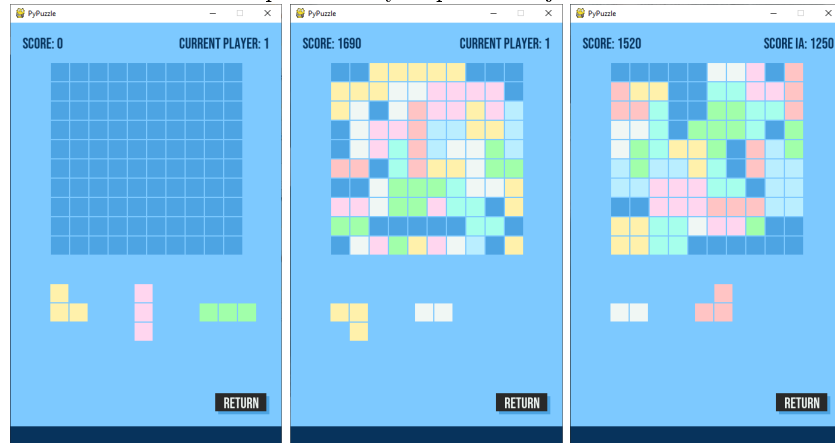 PyPuzzle
SCORE: 0 CURRENT PLAYER: 1
RETURN
PyPuzzle
SCORE: 1690 CURRENT PLAYER: 1
RETURN
PyPuzzle
SCORE: 1520 SCORE IA: 1250
RETURN